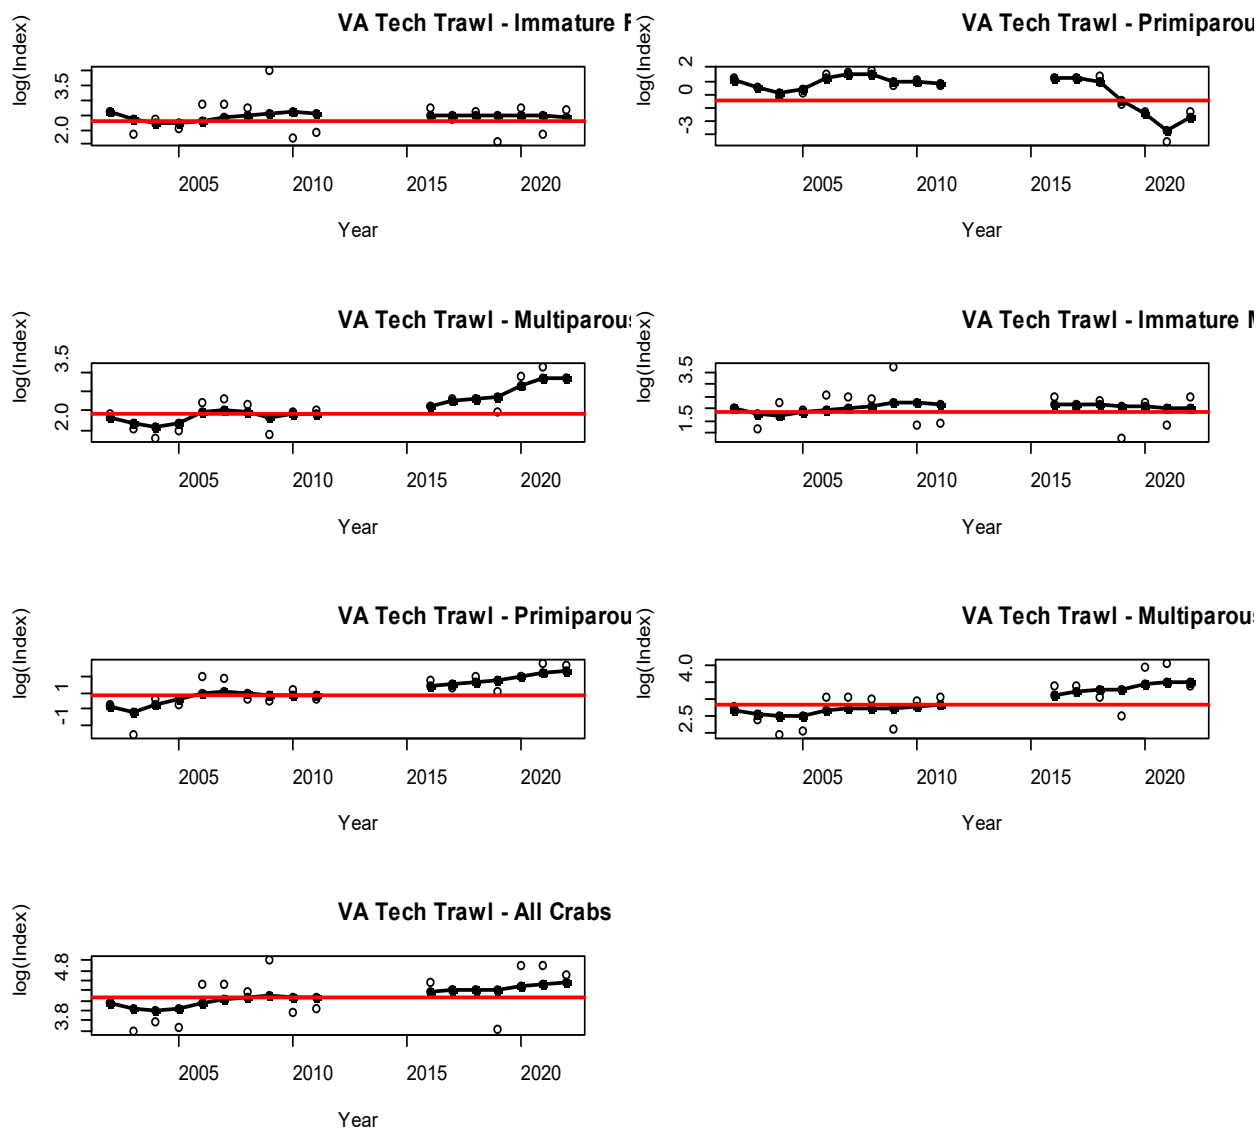 VA Tech Trawl - Immature F
log(Index)
3.5
2.0
2005 2010 2015 2020
Year
VA Tech Trawl - Primiparou
log(Index)
2
0
-3
2005 2010 2015 2020
Year
VA Tech Trawl - Multiparous
log(Index)
3.5
2.0
2005 2010 2015 2020
Year
VA Tech Trawl - Immature M
log(Index)
3.5
1.5
2005 2010 2015 2020
Year
VA Tech Trawl - Primiparou
log(Index)
1
-1
2005 2010 2015 2020
Year
VA Tech Trawl - Multiparous
log(Index)
4.0
2.5
2005 2010 2015 2020
Year
VA Tech Trawl - All Crabs
log(Index)
4.8
3.8
2005 2010 2015 2020
Year